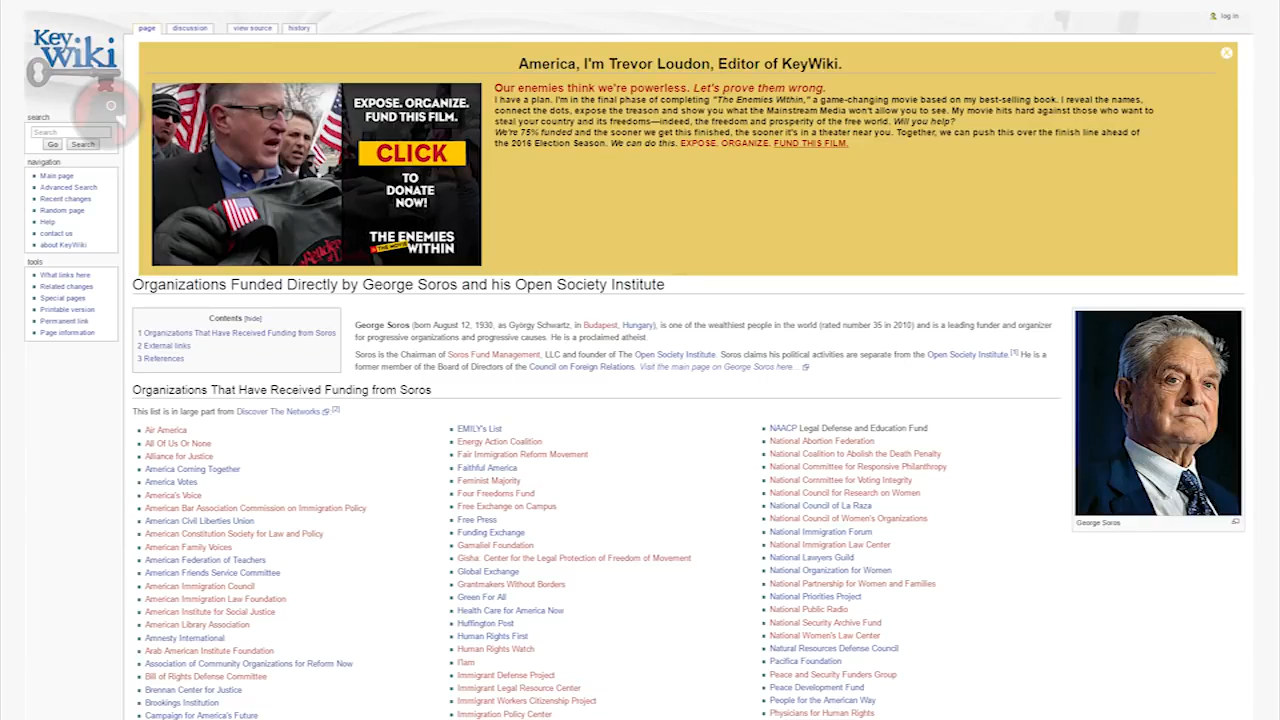 log in
page
discussion
view source
history
Key
Wiki
America, I'm Trevor Loudon, Editor of KeyWiki.
Our enemies think we're powerless. Let's prove them wrong.
I have a plan. I'm in the final phase of completing "The Enemies Within," a game-changing movie based on my best-selling book. I reveal the names,
connect the dots, expose the treason and show you what the Mainstream Media won't allow you to see. My movie hits hard against those who want to
steal your country and its freedoms—indeed, the freedom and prosperity of the free world. Will you help?
We're 75% funded and the sooner we get this finished, the sooner it's in a theater near you. Together, we can push this over the finish line ahead of
the 2016 Election Season. We can do this. EXPOSE, ORGANIZE, FUND THIS FILM.
EXPOSE. ORGANIZE.
FUND THIS FILM.
CLICK
TO
DONATE
NOW!
THE ENEMIES
THE MOVIE
WITHIN
search
Search
Go
Search
navigation
Main page
Advanced Search
Recent changes
Random page
Help
contact us
about KeyWiki
tools
What links here
Related changes
Special pages
Printable version
Permanent link
Page information
Organizations Funded Directly by George Soros and his Open Society Institute
Contents [hide]
1 Organizations That Have Received Funding from Soros
2 External links
3 References
George Soros (born August 12, 1930, as György Schwartz, in Budapest, Hungary), is one of the wealthiest people in the world (rated number 35 in 2010) and is a leading funder and organizer
for progressive organizations and progressive causes. He is a proclaimed atheist.
Soros is the Chairman of Soros Fund Management, LLC and founder of The Open Society Institute. Soros claims his political activities are separate from the Open Society Institute.[1] He is a
former member of the Board of Directors of the Council on Foreign Relations. Visit the main page on George Soros here...
George Soros
Organizations That Have Received Funding from Soros
This list is in large part from Discover The Networks [2]
Air America
All Of Us Or None
Alliance for Justice
America Coming Together
America Votes
America's Voice
American Bar Association Commission on Immigration Policy
American Civil Liberties Union
American Constitution Society for Law and Policy
American Family Voices
American Federation of Teachers
American Friends Service Committee
American Immigration Council
American Immigration Law Foundation
American Institute for Social Justice
American Library Association
Amnesty International
Arab American Institute Foundation
Association of Community Organizations for Reform Now
Bill of Rights Defense Committee
Brennan Center for Justice
Brookings Institution
Campaign for America's Future
EMILY's List
Energy Action Coalition
Fair Immigration Reform Movement
Faithful America
Feminist Majority
Four Freedoms Fund
Free Exchange on Campus
Free Press
Funding Exchange
Gamaliel Foundation
Gisha: Center for the Legal Protection of Freedom of Movement
Global Exchange
Grantmakers Without Borders
Green For All
Health Care for America Now
Huffington Post
Human Rights First
Human Rights Watch
I'lam
Immigrant Defense Project
Immigrant Legal Resource Center
Immigrant Workers Citizenship Project
Immigration Policy Center
NAACP Legal Defense and Education Fund
National Abortion Federation
National Coalition to Abolish the Death Penalty
National Committee for Responsive Philanthropy
National Committee for Voting Integrity
National Council for Research on Women
National Council of La Raza
National Council of Women's Organizations
National Immigration Forum
National Immigration Law Center
National Lawyers Guild
National Organization for Women
National Partnership for Women and Families
National Priorities Project
National Public Radio
National Security Archive Fund
National Women's Law Center
Natural Resources Defense Council
Pacifica Foundation
Peace and Security Funders Group
Peace Development Fund
People for the American Way
Physicians for Human Rights